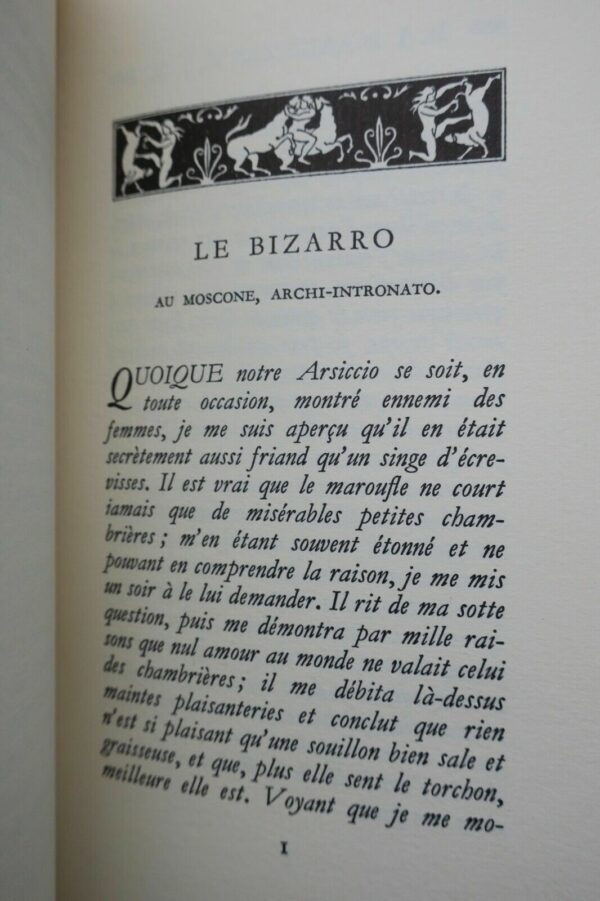 LE BIZARRO
AU MOSCONE, ARCHI-INTRONATO.
QUOIQUE notre Arsiccio se soit, en
toute occasion, montré ennemi des
femmes, je me suis aperçu qu'il en était
secrètement aussi friand qu'un singe d'écre-
visses. Il est vrai que le maroufle ne court
iamais que de misérables petites cham-
brières ; m'en étant souvent étonné et ne
pouvant en comprendre la raison, je me mis
un soir à le lui demander. Il rit de ma sotte
question, puis me démontra par mille rai-
sons que nul amour au monde ne valait celui
des chambrières ; il me débita là-dessus
maintes plaisanteries et conclut que rien
n'est si plaisant qu'une souillon bien sale et
graisseuse, et que, plus elle sent le torchon,
meilleure elle est. Voyant que je me mo-
I